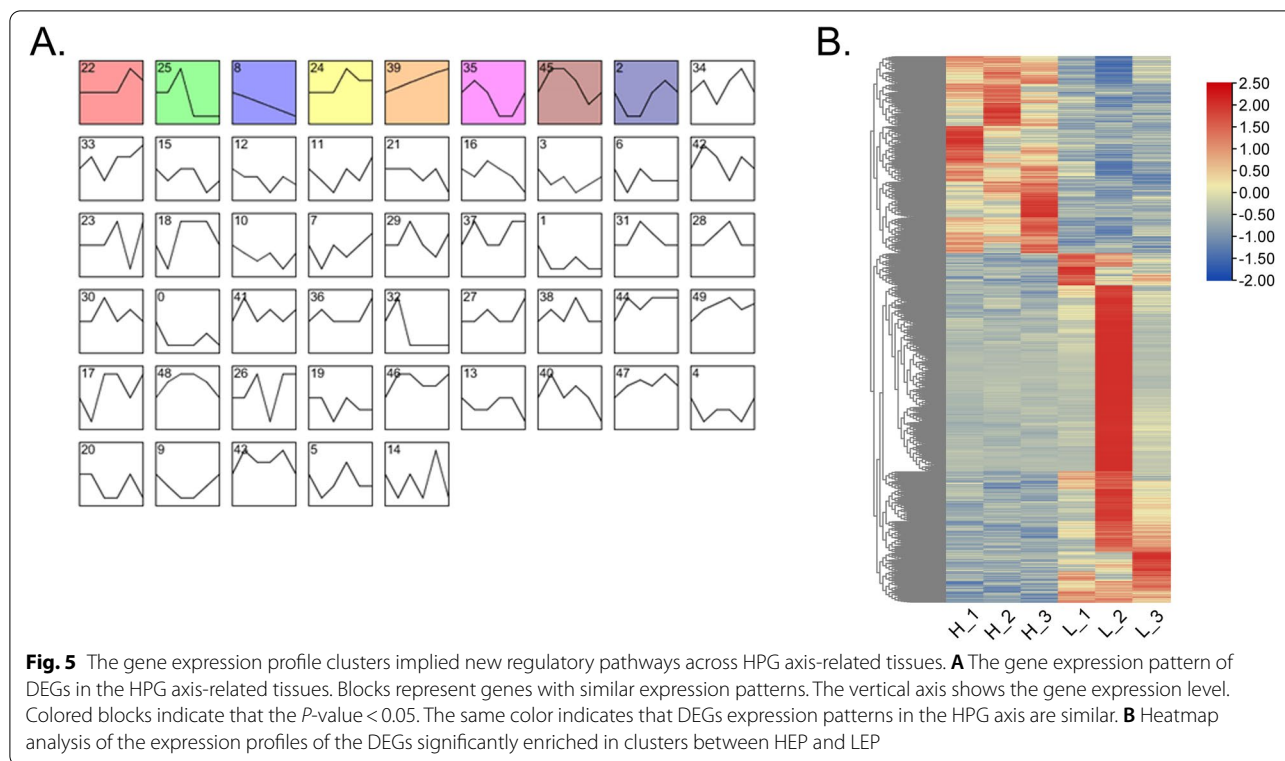 A.
B.
22 25 8 24 39 35 45 2 34
33 15 12 11 21 16 3 6 42
23 18 10 7 29 37 1 31 28
30 0 41 36 32 27 38 44 49
17 48 26 19 46 13 40 47 4
20 9 43 5 14
2.50
2.00
1.50
1.00
0.50
0.00
-0.50
-1.00
-1.50
-2.00
H_1 H_2 H_3 L_1 L_2 L_3
Fig. 5 The gene expression profile clusters implied new regulatory pathways across HPG axis-related tissues. A The gene expression pattern of
DEGs in the HPG axis-related tissues. Blocks represent genes with similar expression patterns. The vertical axis shows the gene expression level.
Colored blocks indicate that the P-value < 0.05. The same color indicates that DEGs expression patterns in the HPG axis are similar. B Heatmap
analysis of the expression profiles of the DEGs significantly enriched in clusters between HEP and LEP